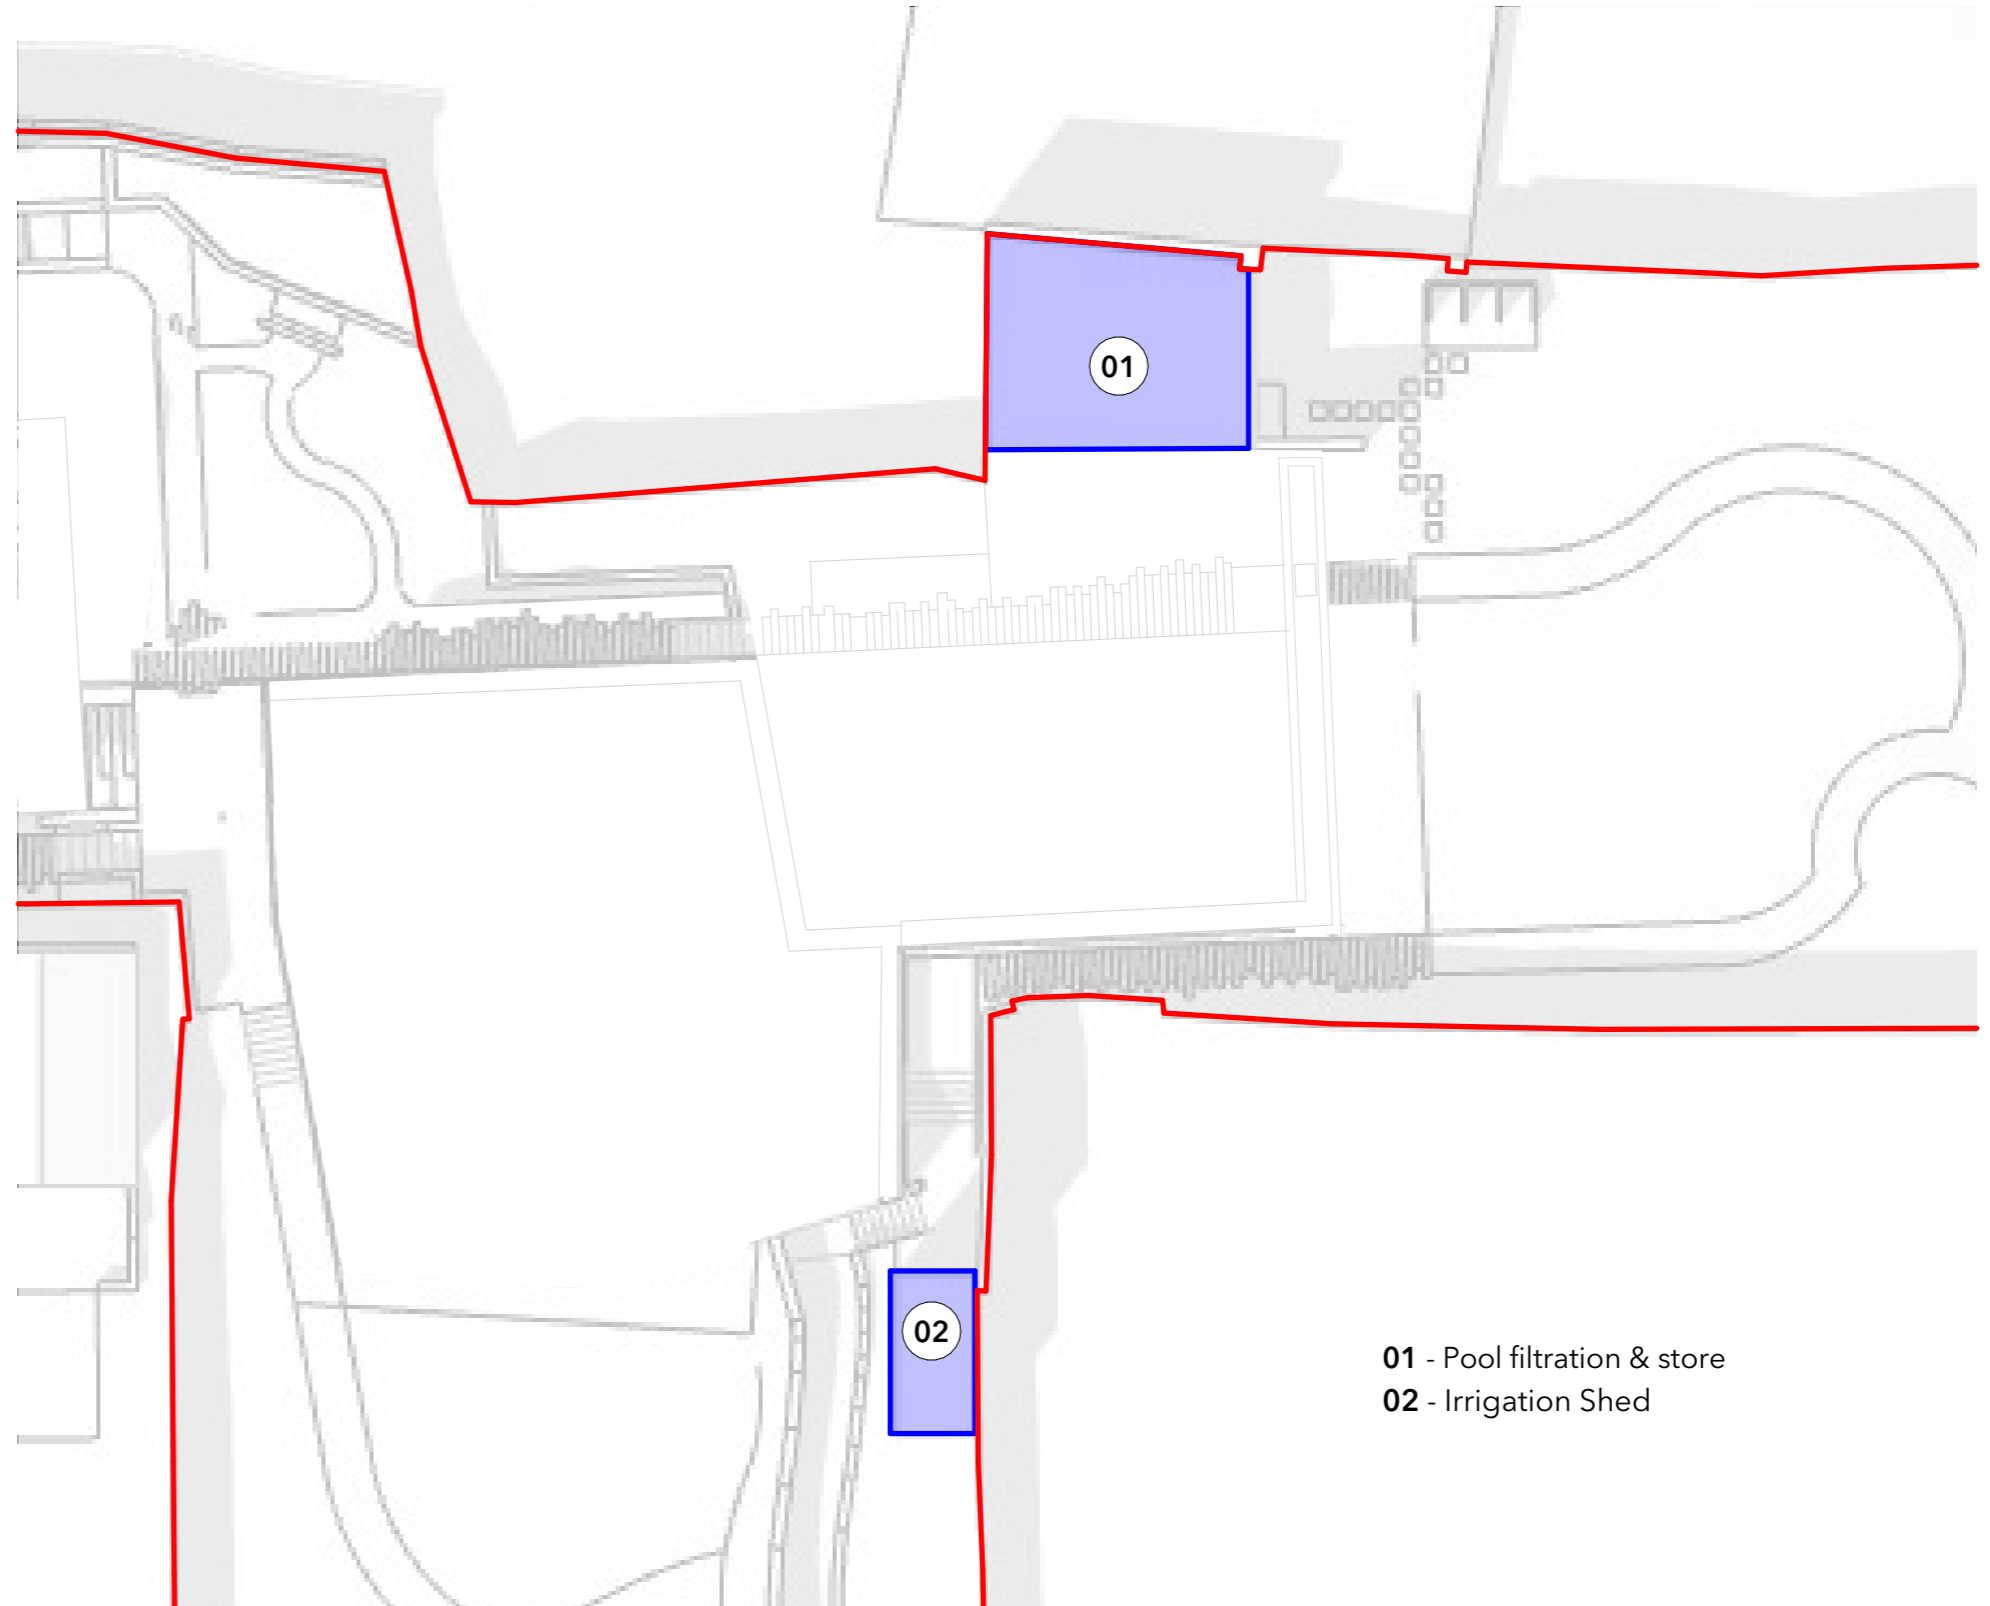 01
02
01 - Pool filtration & store
02 - Irrigation Shed